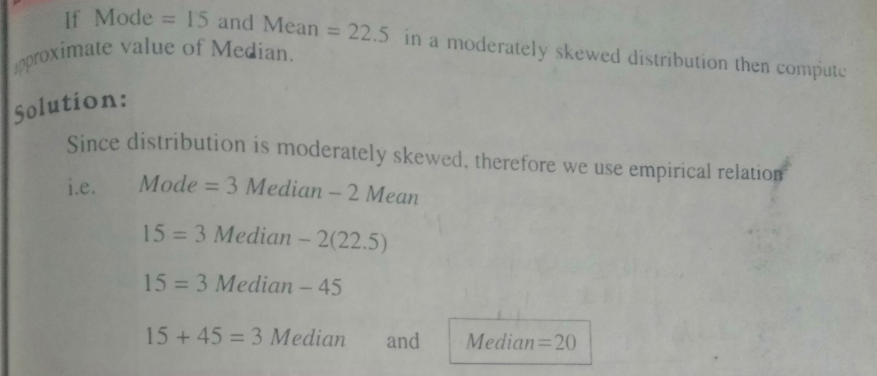 If Mode = 15 and Mean = 22.5 in a moderately skewed distribution then compute
approximate value of Median.
Solution:
Since distribution is moderately skewed, therefore we use empirical relation
i.e. Mode = 3 Median – 2 Mean
15 = 3 Median – 2(22.5)
15 = 3 Median – 45
15 + 45 = 3 Median and Median=20